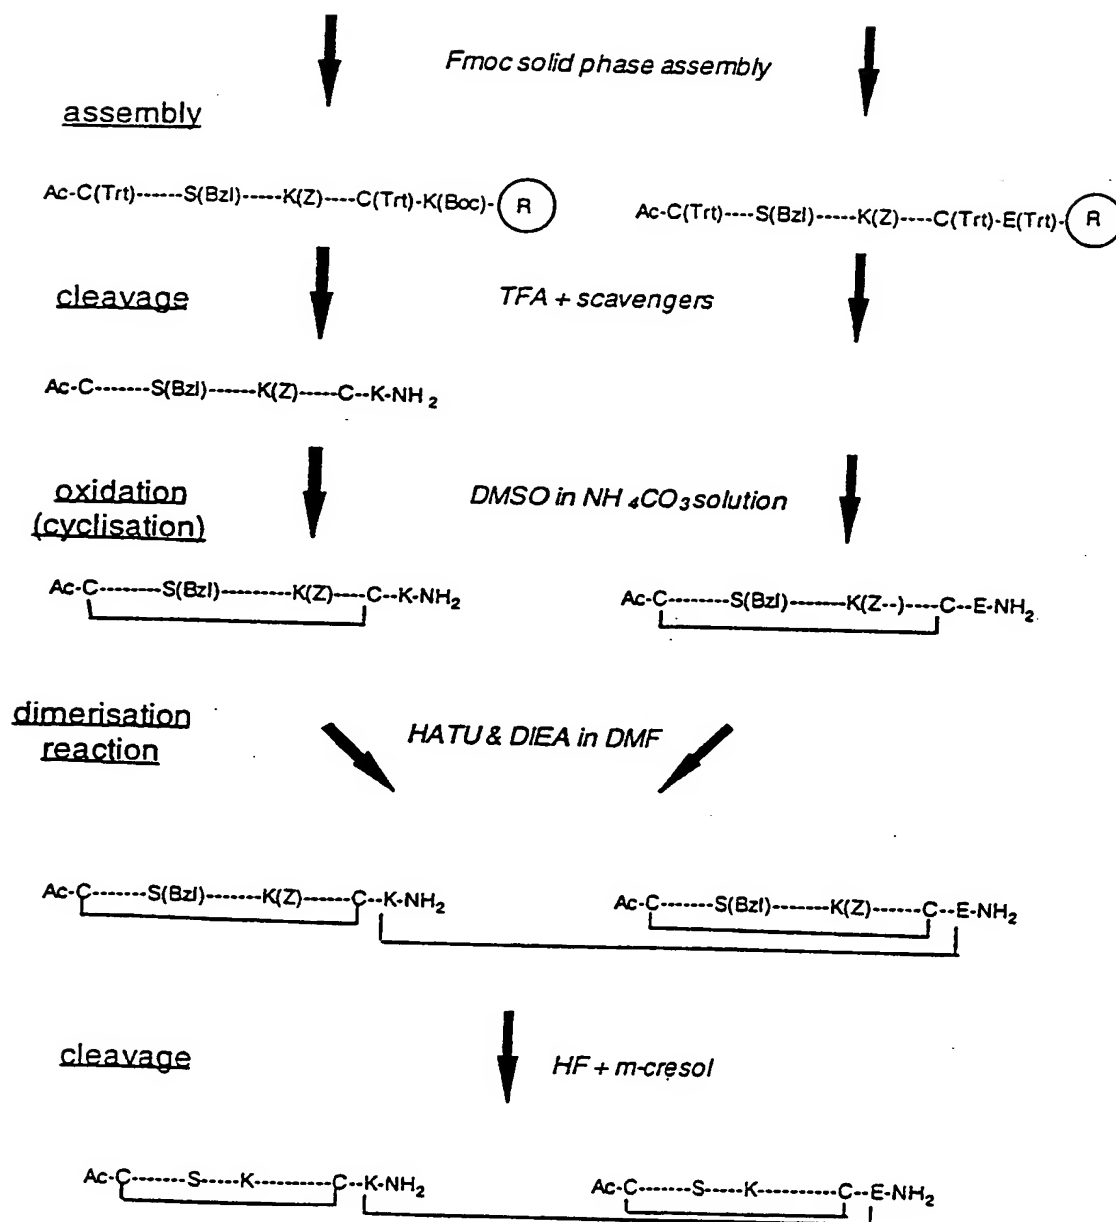 Fmoc solid phase assembly
assembly
Ac-C(Trt)------S(Bzl)-----K(Z)----C(Trt)-K(Boc)- R
Ac-C(Trt)----S(Bzl)-----K(Z)----C(Trt)-E(Trt)- R
cleavage
TFA + scavengers
Ac-C-------S(Bzl)------K(Z)-----C--K-NH2
oxidation
(cyclisation)
DMSO in NH4CO3 solution
Ac-C--------S(Bzl)---------K(Z)----C--K-NH2
Ac-C--------S(Bzl)-------K(Z--)----C--E-NH2
dimerisation
reaction
HATU & DIEA in DMF
Ac-C-------S(Bzl)-------K(Z)------C--K-NH2
Ac-C-------S(Bzl)-------K(Z)------C--E-NH2
cleavage
HF + m-cresol
Ac-C--------S----K----------C--K-NH2
Ac-C-------S-----K----------C--E-NH2